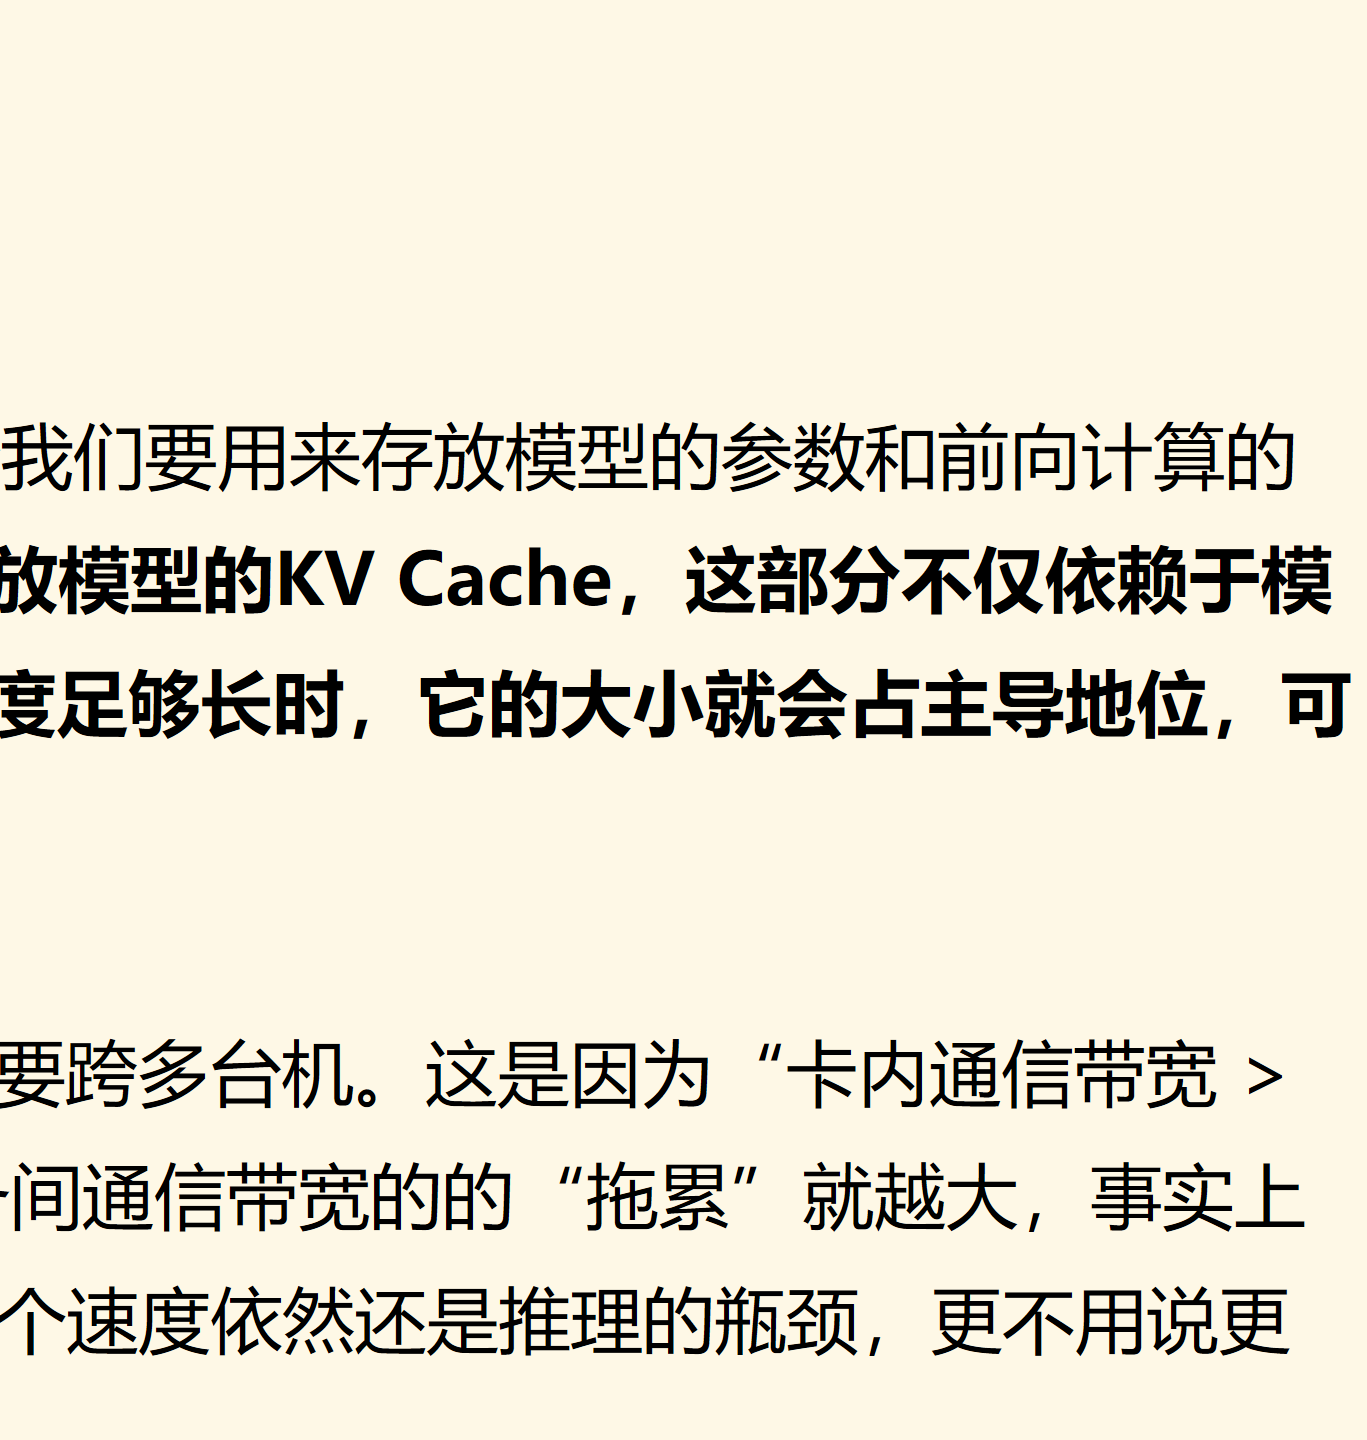 我们要用来存放模型的参数和前向计算的
放模型的KV Cache，这部分不仅依赖于模
度足够长时，它的大小就会占主导地位，可
要跨多台机。这是因为“卡内通信带宽 >
间通信带宽的的“拖累”就越大，事实上
个速度依然还是推理的瓶颈，更不用说更